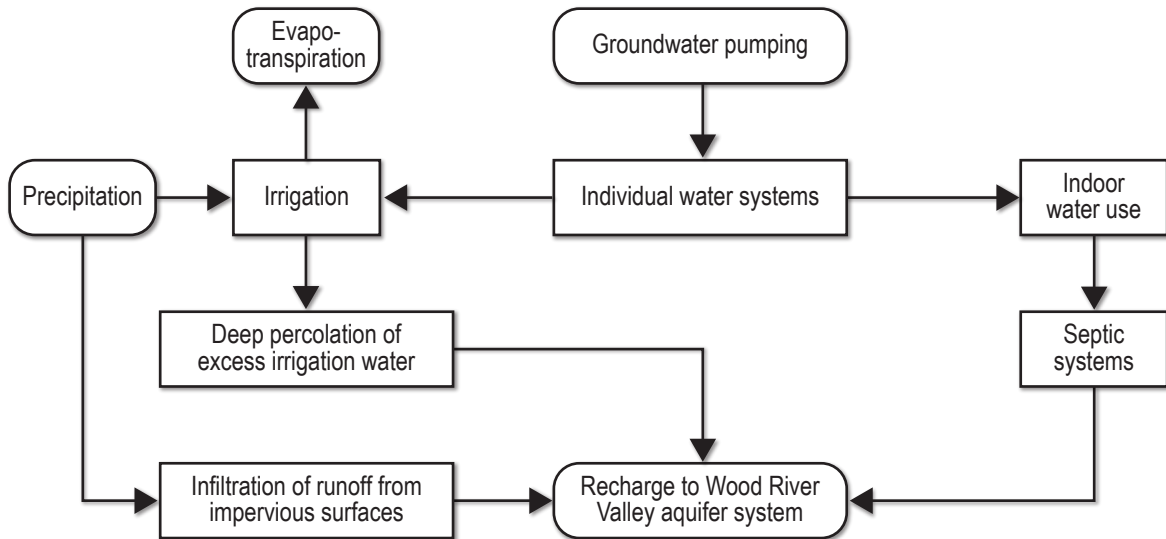 Evapo-
transpiration
Groundwater pumping
Precipitation
Irrigation
Individual water systems
Indoor
water use
Deep percolation of
excess irrigation water
Septic
systems
Infiltration of runoff from
impervious surfaces
Recharge to Wood River
Valley aquifer system